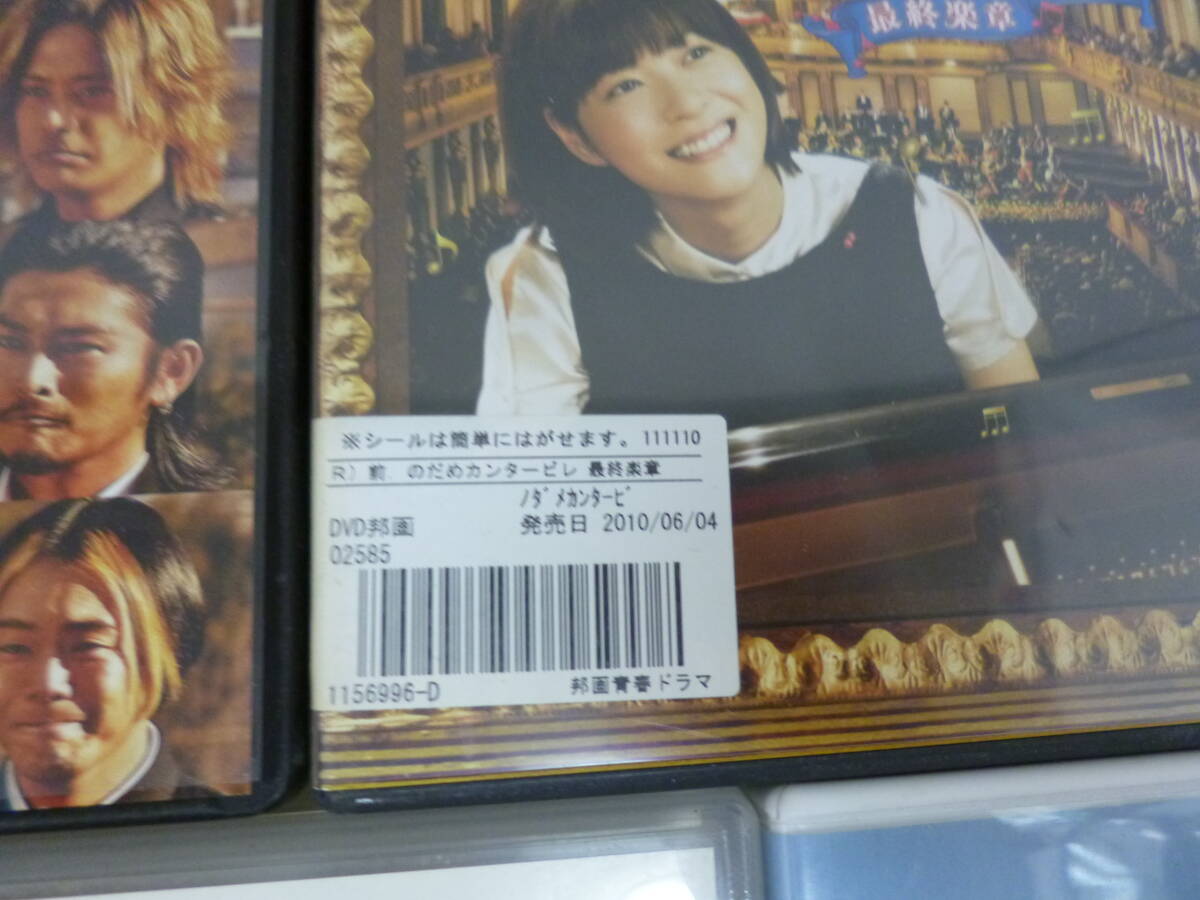 最終楽章
※シールは簡単にはがせます。111110
R) 前 のだめカンタービレ 最終楽章
ﾉﾀﾞﾒｶﾝﾀｰﾋﾞ
DVD邦画 発売日 2010/06/04
02585
1156996-D 邦画青春ドラマ